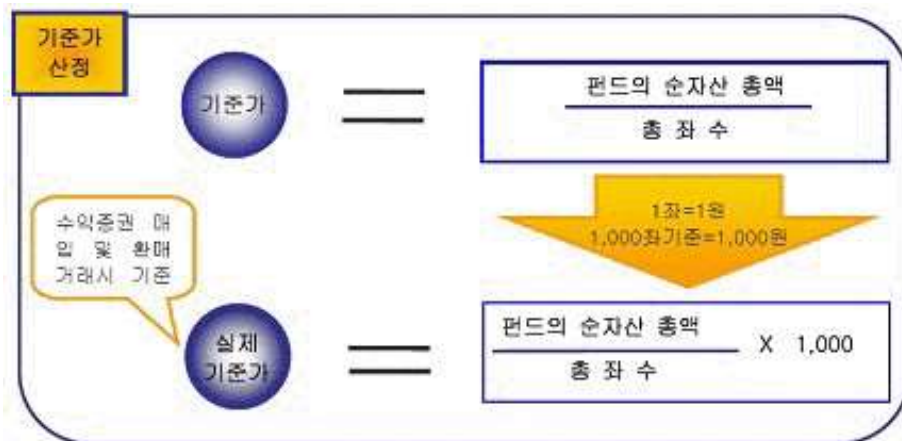 기준가
산정
기준가
펀드의 순자산 총액
총 좌 수
1좌=1원
1,000좌기준=1,000원
수익증권 매
입 및 환매
거래시 기준
실제
기준가
펀드의 순자산 총액
총 좌 수
X 1,000